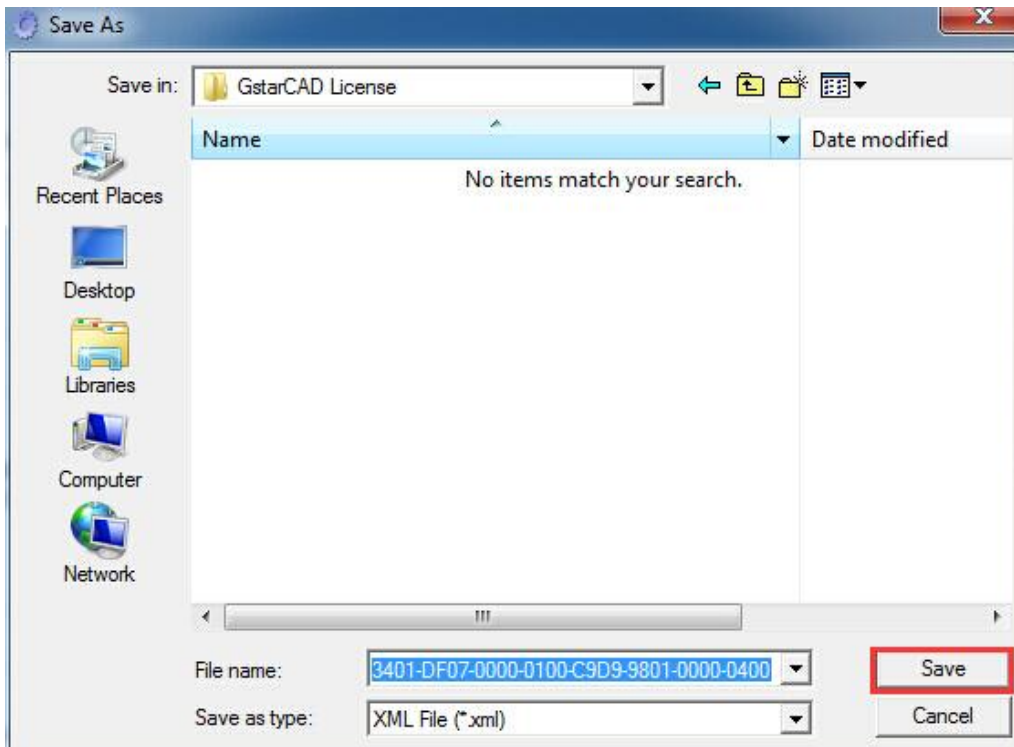 Save As
Save in:
GstarCAD License
Name
Date modified
No items match your search.
Recent Places
Desktop
Libraries
Computer
Network
File name:
3401-DF07-0000-0100-C9D9-9801-0000-0400
Save
Save as type:
XML File (*.xml)
Cancel